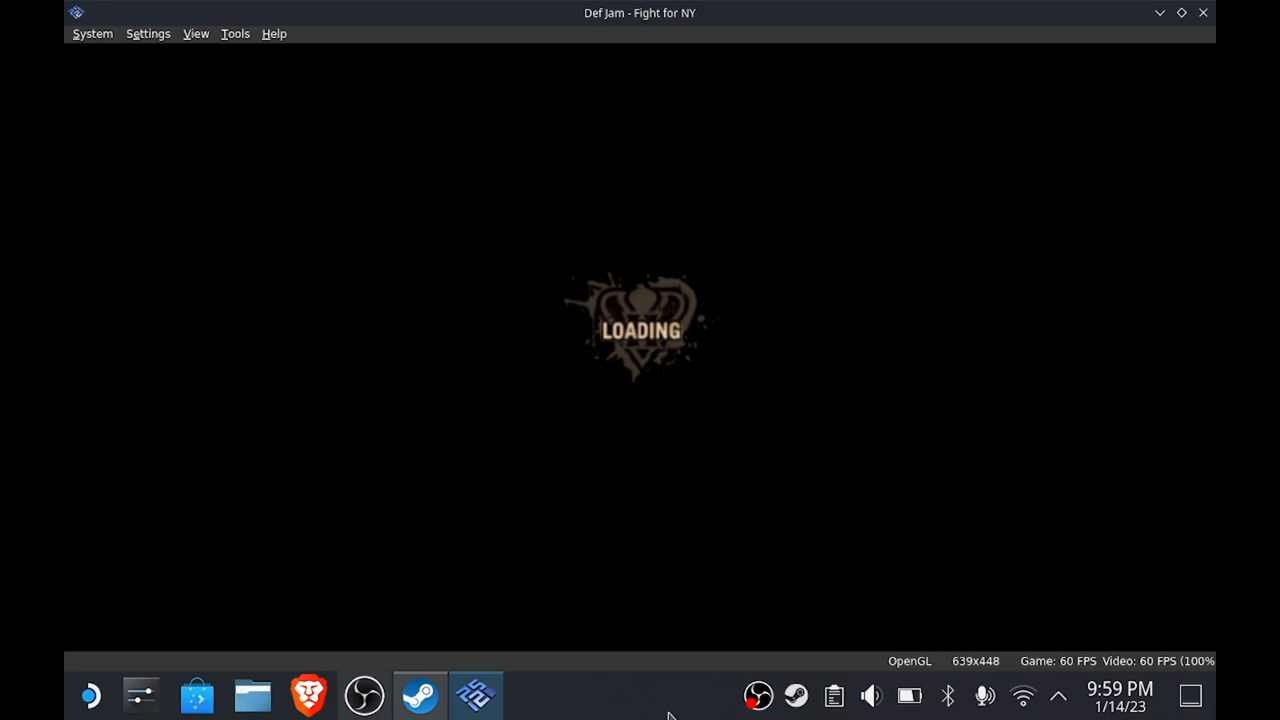 Def Jam - Fight for NY
System Settings View Tools Help
LOADING
OpenGL 639x448 Game: 60 FPS Video: 60 FPS (100%
9:59 PM
1/14/23